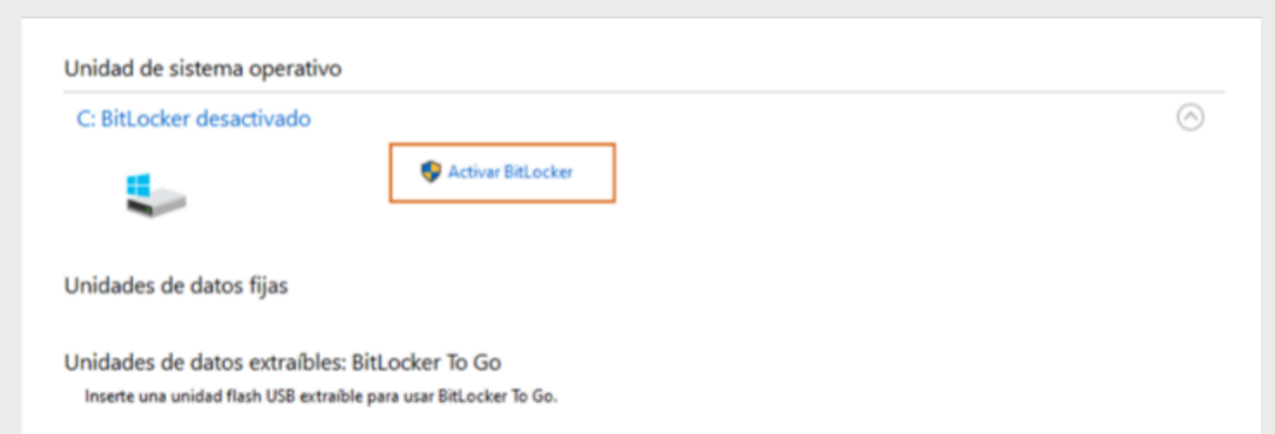 Unidad de sistema operativo
C: BitLocker desactivado
Activar BitLocker
Unidades de datos fijas
Unidades de datos extraíbles: BitLocker To Go
Inserte una unidad flash USB extraíble para usar BitLocker To Go.